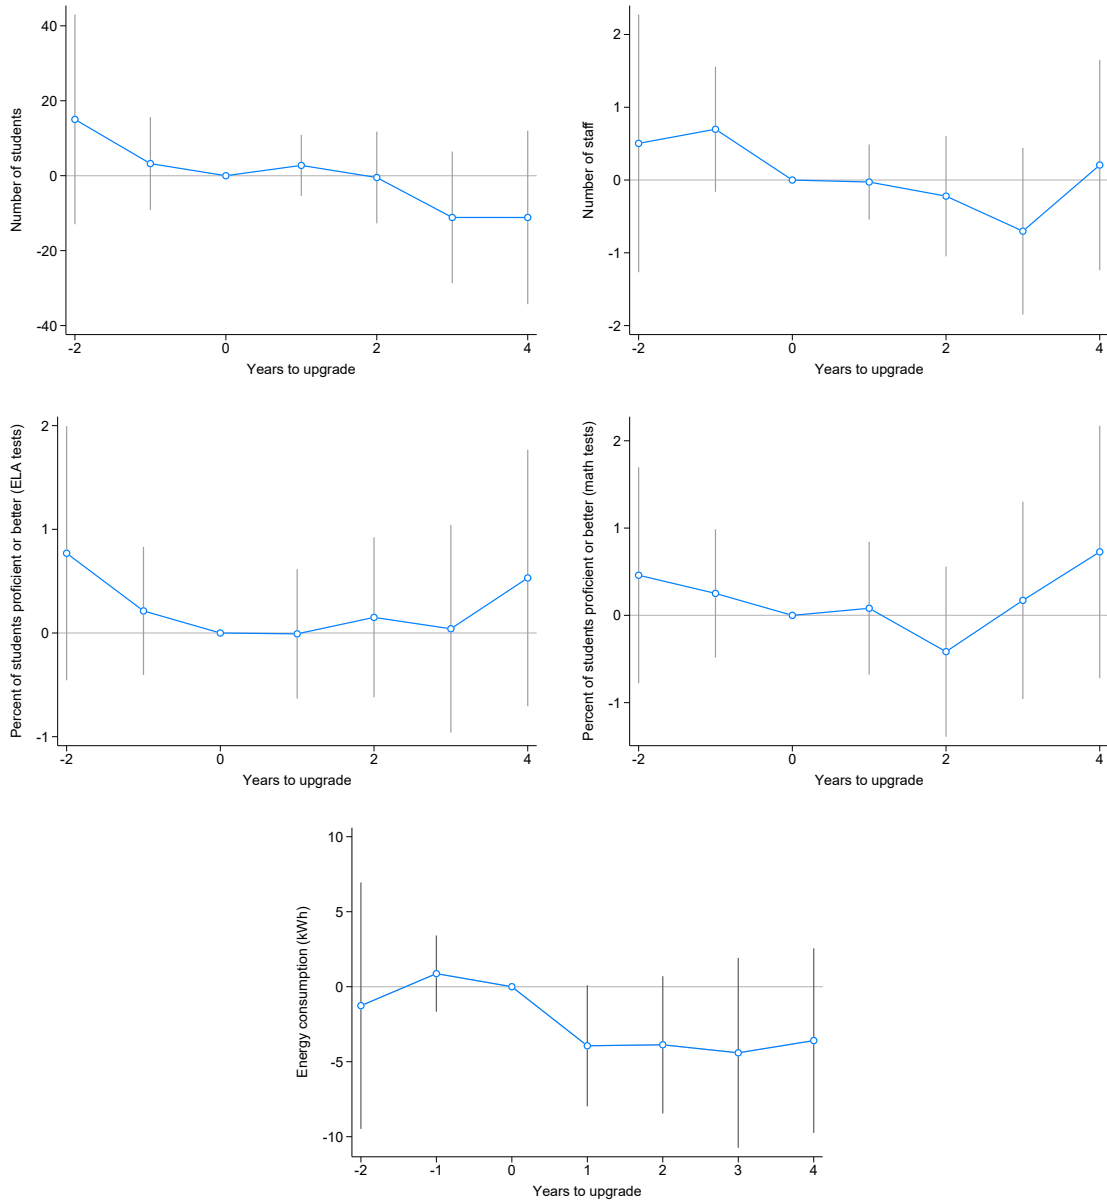 Number of students
40
20
0
-20
-40
-2 0 2 4
Years to upgrade
Number of staff
2
1
0
-1
-2
-2 0 2 4
Years to upgrade
Percent of students proficient or better (ELA tests)
2
1
0
-1
-2 0 2 4
Years to upgrade
Percent of students proficient or better (math tests)
2
1
0
-1
-2 0 2 4
Years to upgrade
Energy consumption (kWh)
10
5
0
-5
-10
-2 -1 0 1 2 3 4
Years to upgrade